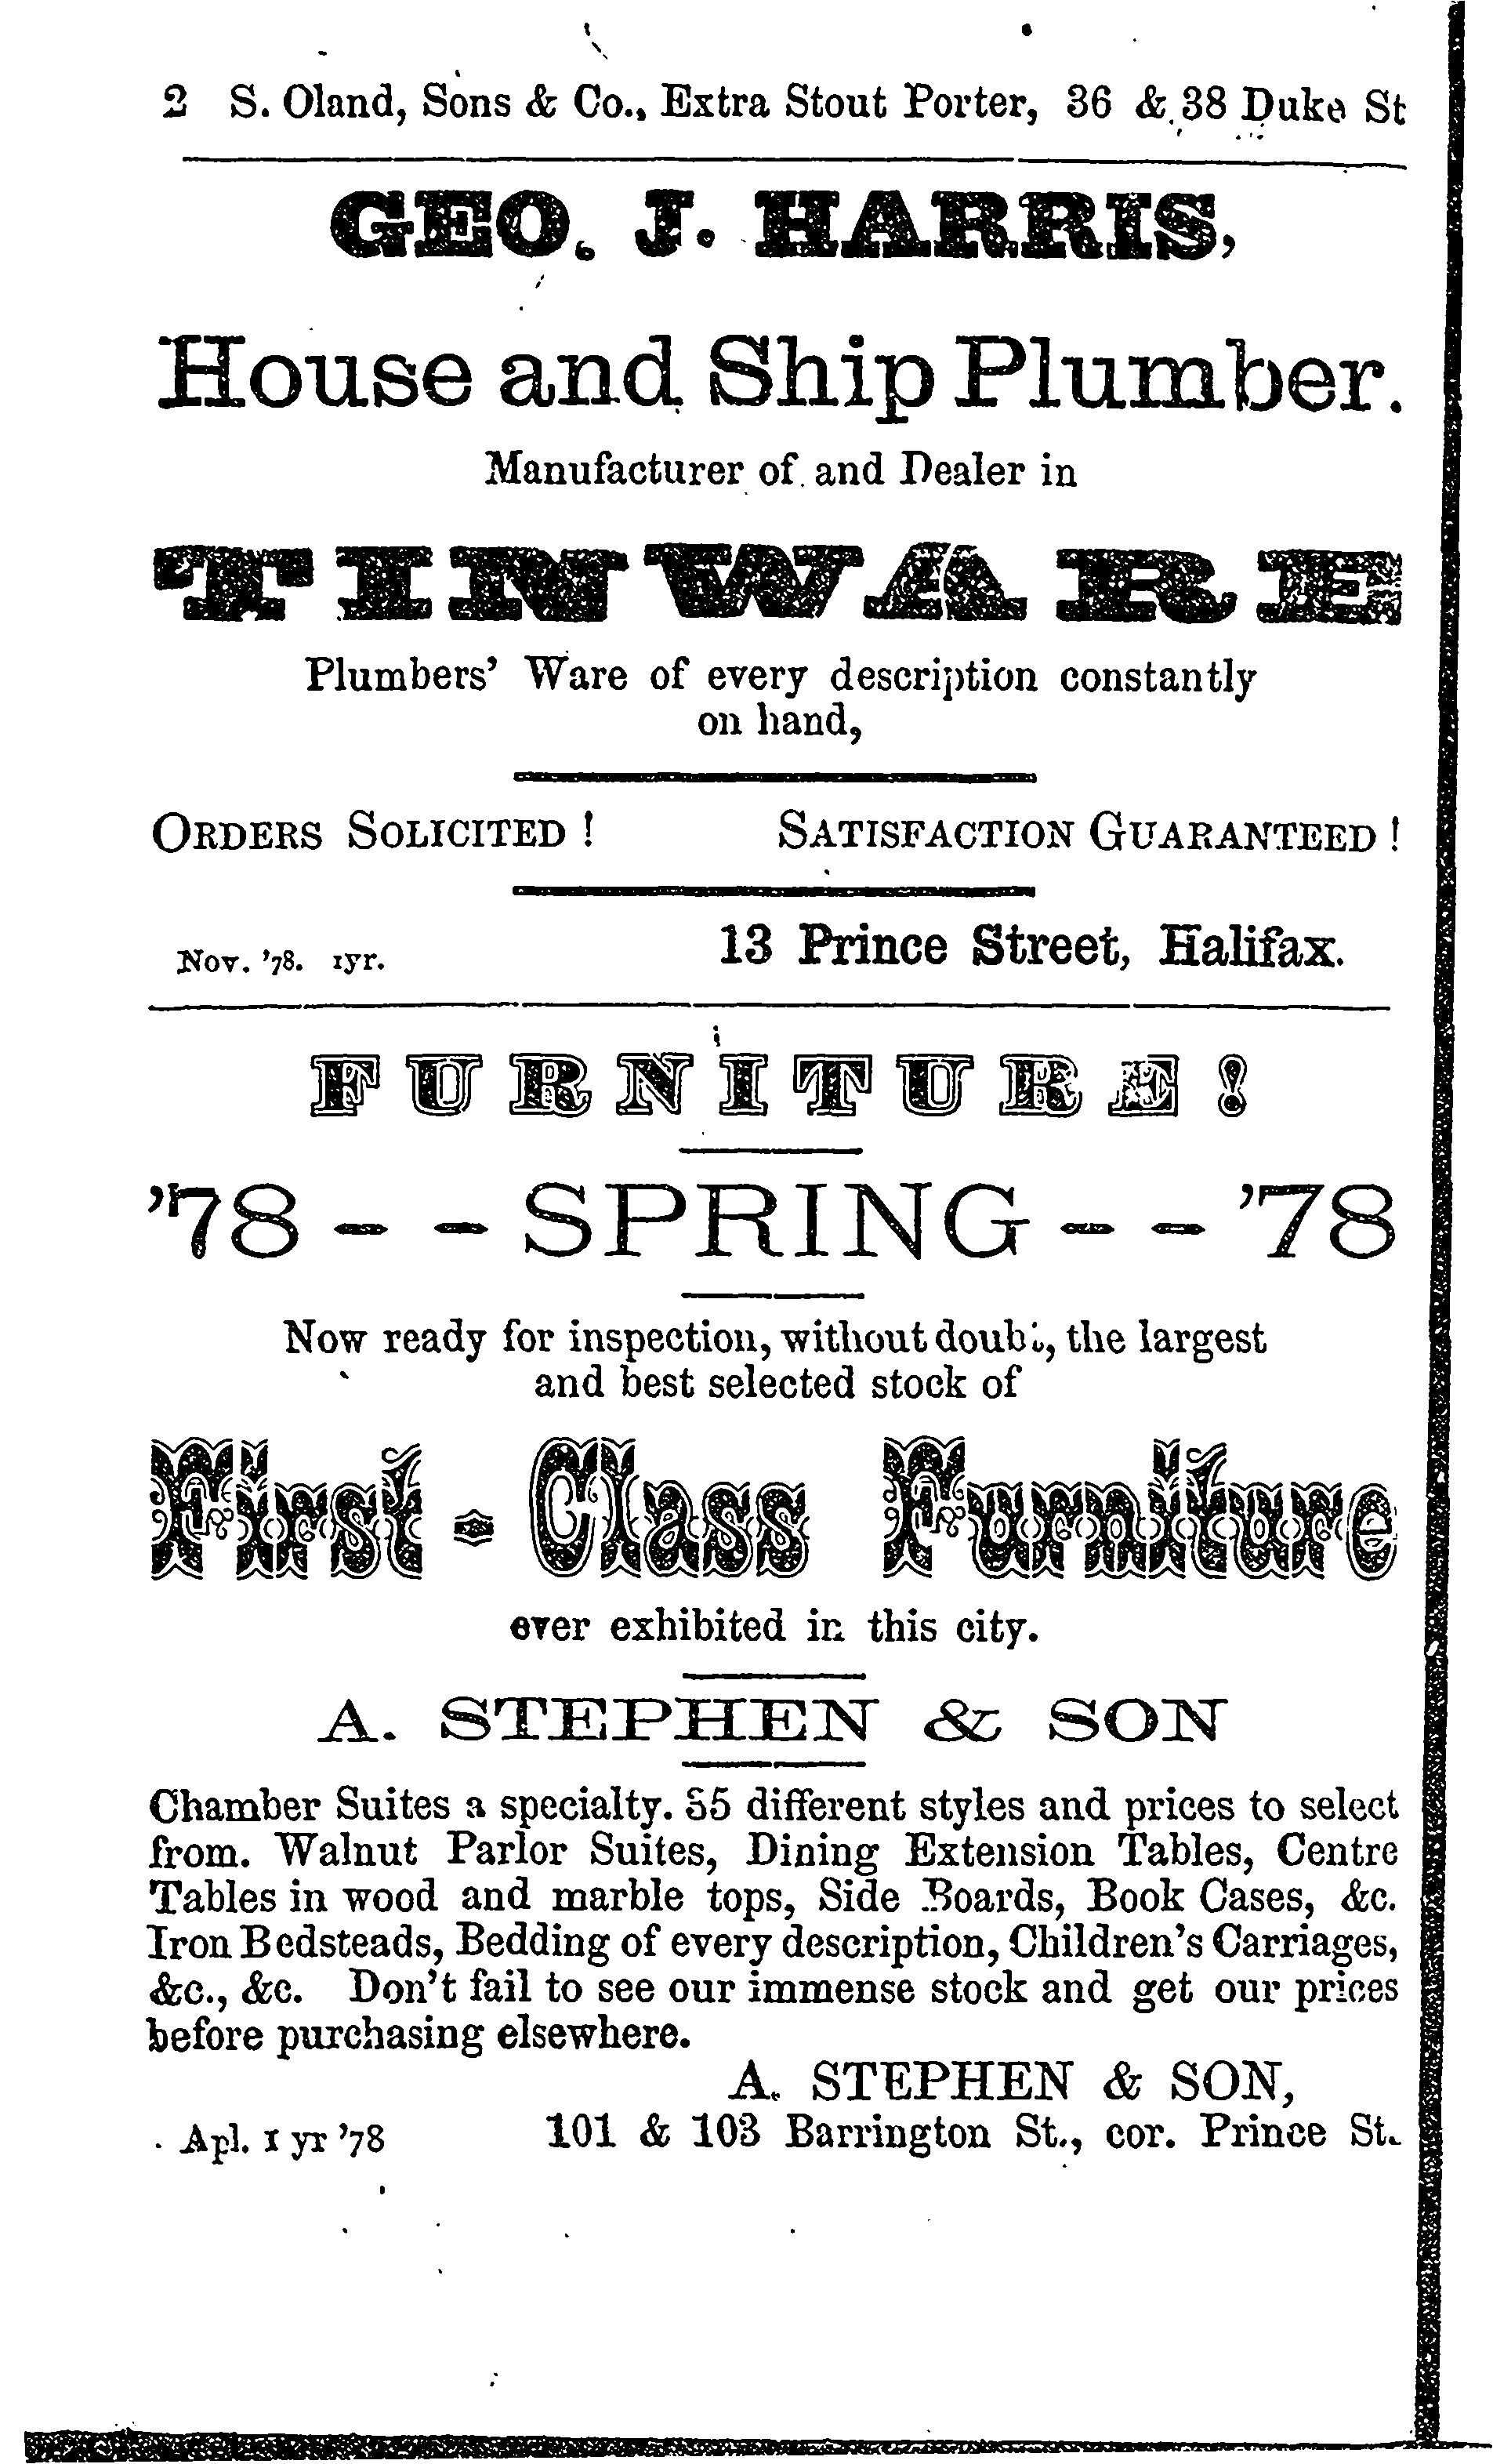 2 S. Oland, Sons & Co., Extra Stout Porter, 36 & 38 Duke St
GEO. J. HARRIS,
House and Ship Plumber.
Manufacturer of and Dealer in
TINWARE
Plumbers' Ware of every description constantly
on hand,
ORDERS SOLICITED ! SATISFACTION GUARANTEED !
13 Prince Street, Halifax.
Nov. '78. 1yr.
FURNITURE!
'78 - - SPRING - - '78
Now ready for inspection, without doubt, the largest
and best selected stock of
First-Class Furniture
ever exhibited in this city.
A. STEPHEN & SON
Chamber Suites a specialty. different styles and prices to select
from. Walnut Parlor Suites, Dining Extension Tables, Centre
Tables in wood and marble tops, Side Boards, Book Cases, &c.
Iron Bedsteads, Bedding of every description, Children's Carriages,
&c., &c. Don't fail to see our immense stock and get our prices
before purchasing elsewhere.
A. STEPHEN & SON,
Apl. 1 yr '78 101 & 103 Barrington St., cor. Prince St.